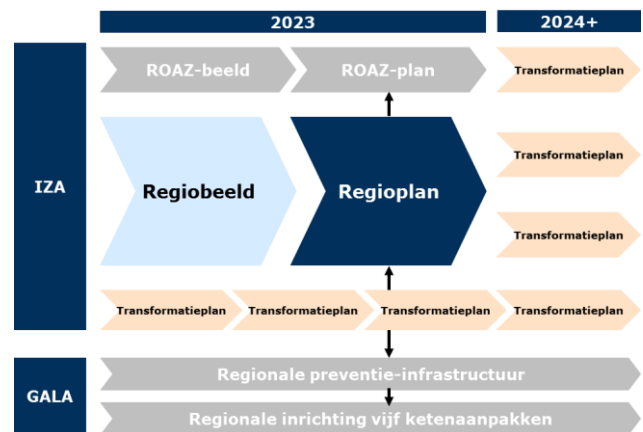 2023
2024+
IZA
ROAZ-beeld
ROAZ-plan
Transformatieplan
Regiobeeld
Regioplan
Transformatieplan
Transformatieplan
Transformatieplan
Transformatieplan
Transformatieplan
Transformatieplan
GALA
Regionale preventie-infrastructuur
Regionale inrichting vijf ketenaanpakken